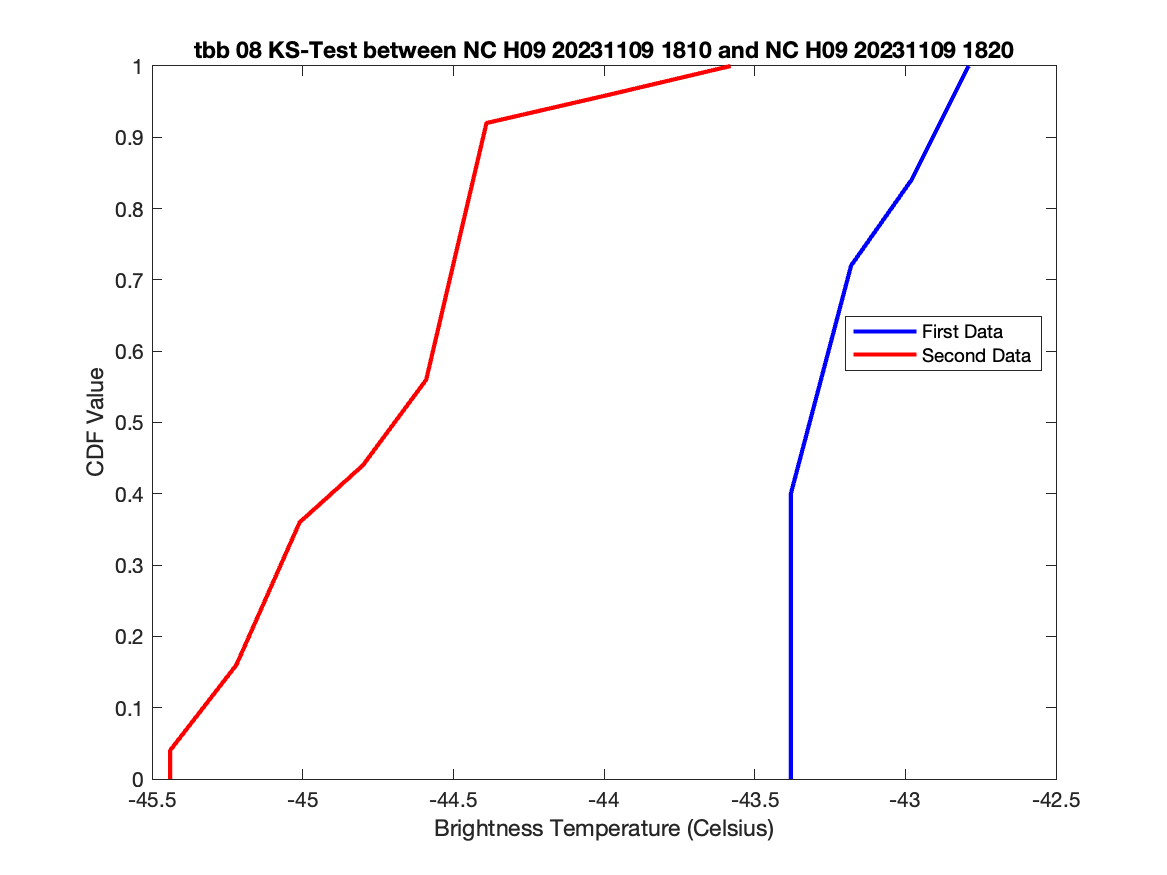 tbb 08 KS-Test between NC H09 20231109 1810 and NC H09 20231109 1820
1
0.9
0.8
0.7
0.6
0.5
0.4
0.3
0.2
0.1
0
CDF Value
First Data
Second Data
-45.5 -45 -44.5 -44 -43.5 -43 -42.5
Brightness Temperature (Celsius)